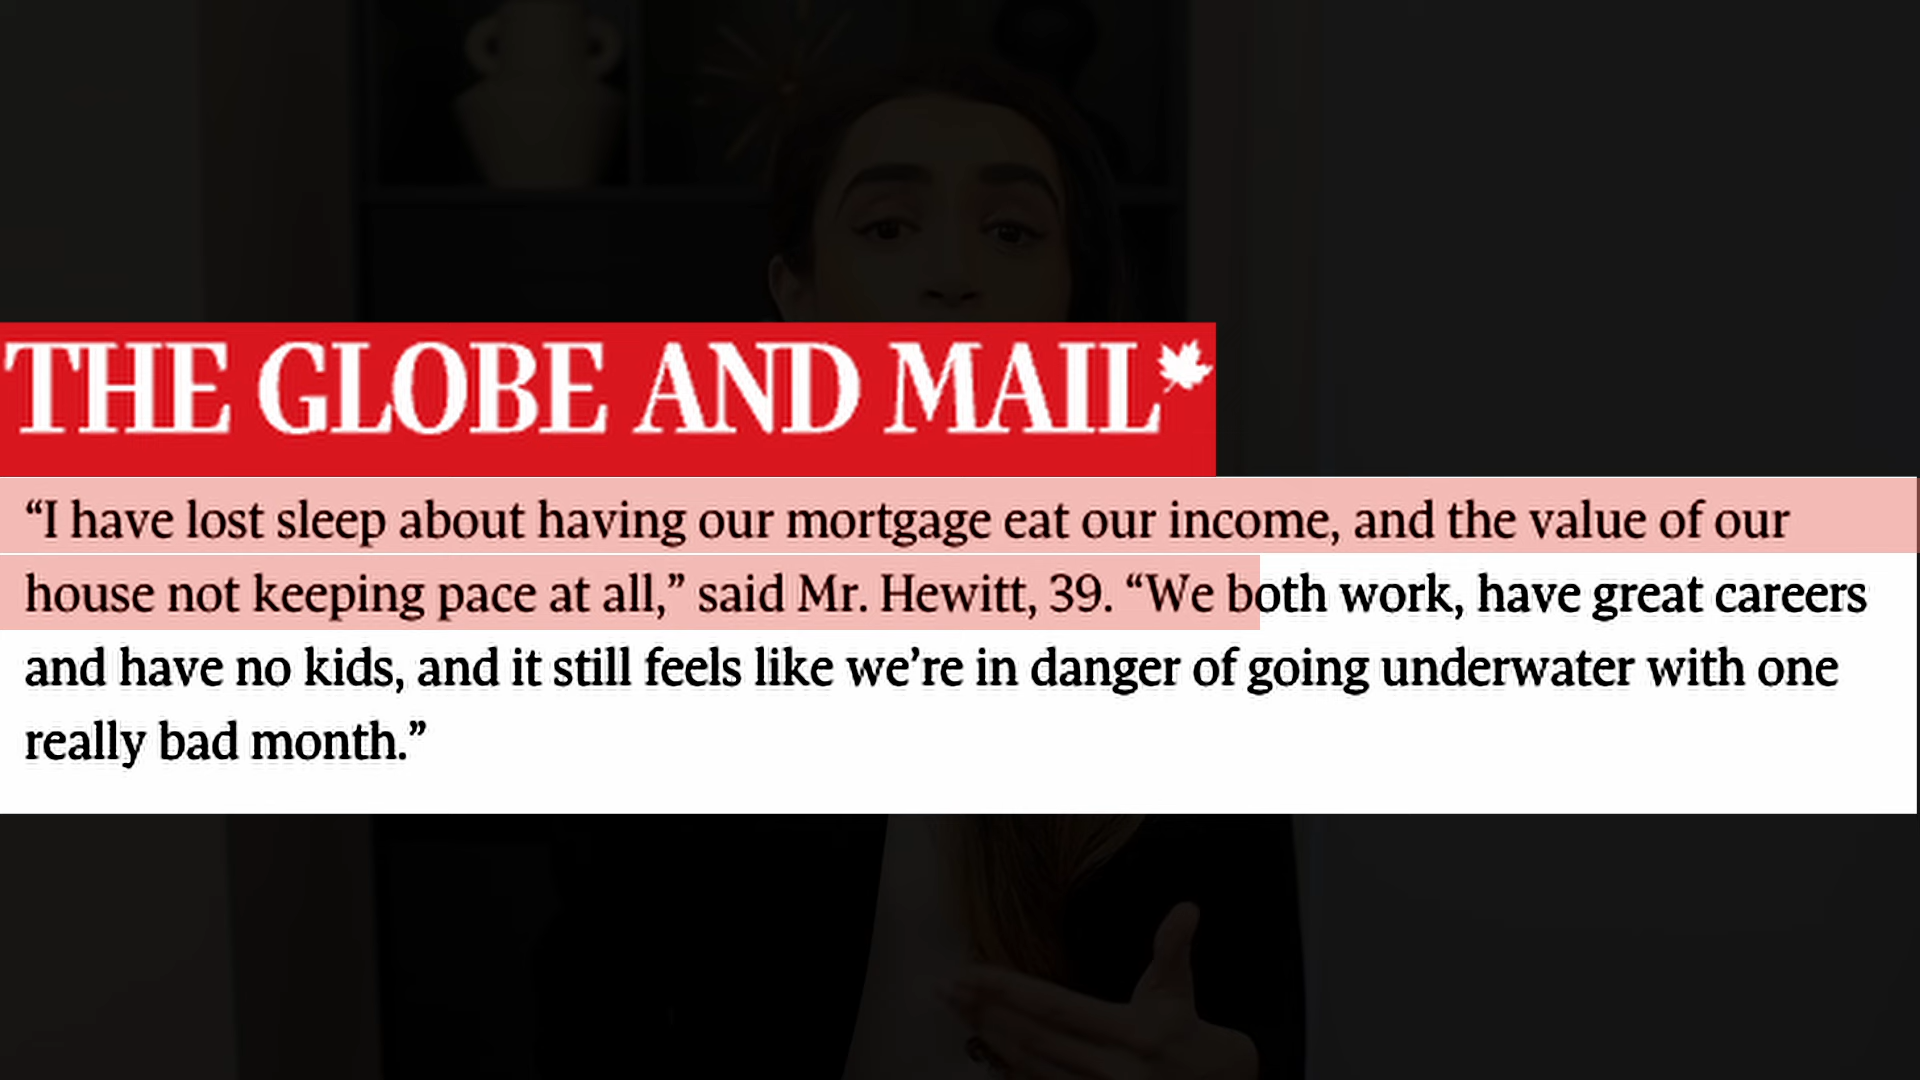 THE GLOBE AND MAIL
“I have lost sleep about having our mortgage eat our income, and the value of our
house not keeping pace at all,” said Mr. Hewitt, 39. “We both work, have great careers
and have no kids, and it still feels like we’re in danger of going underwater with one
really bad month.”